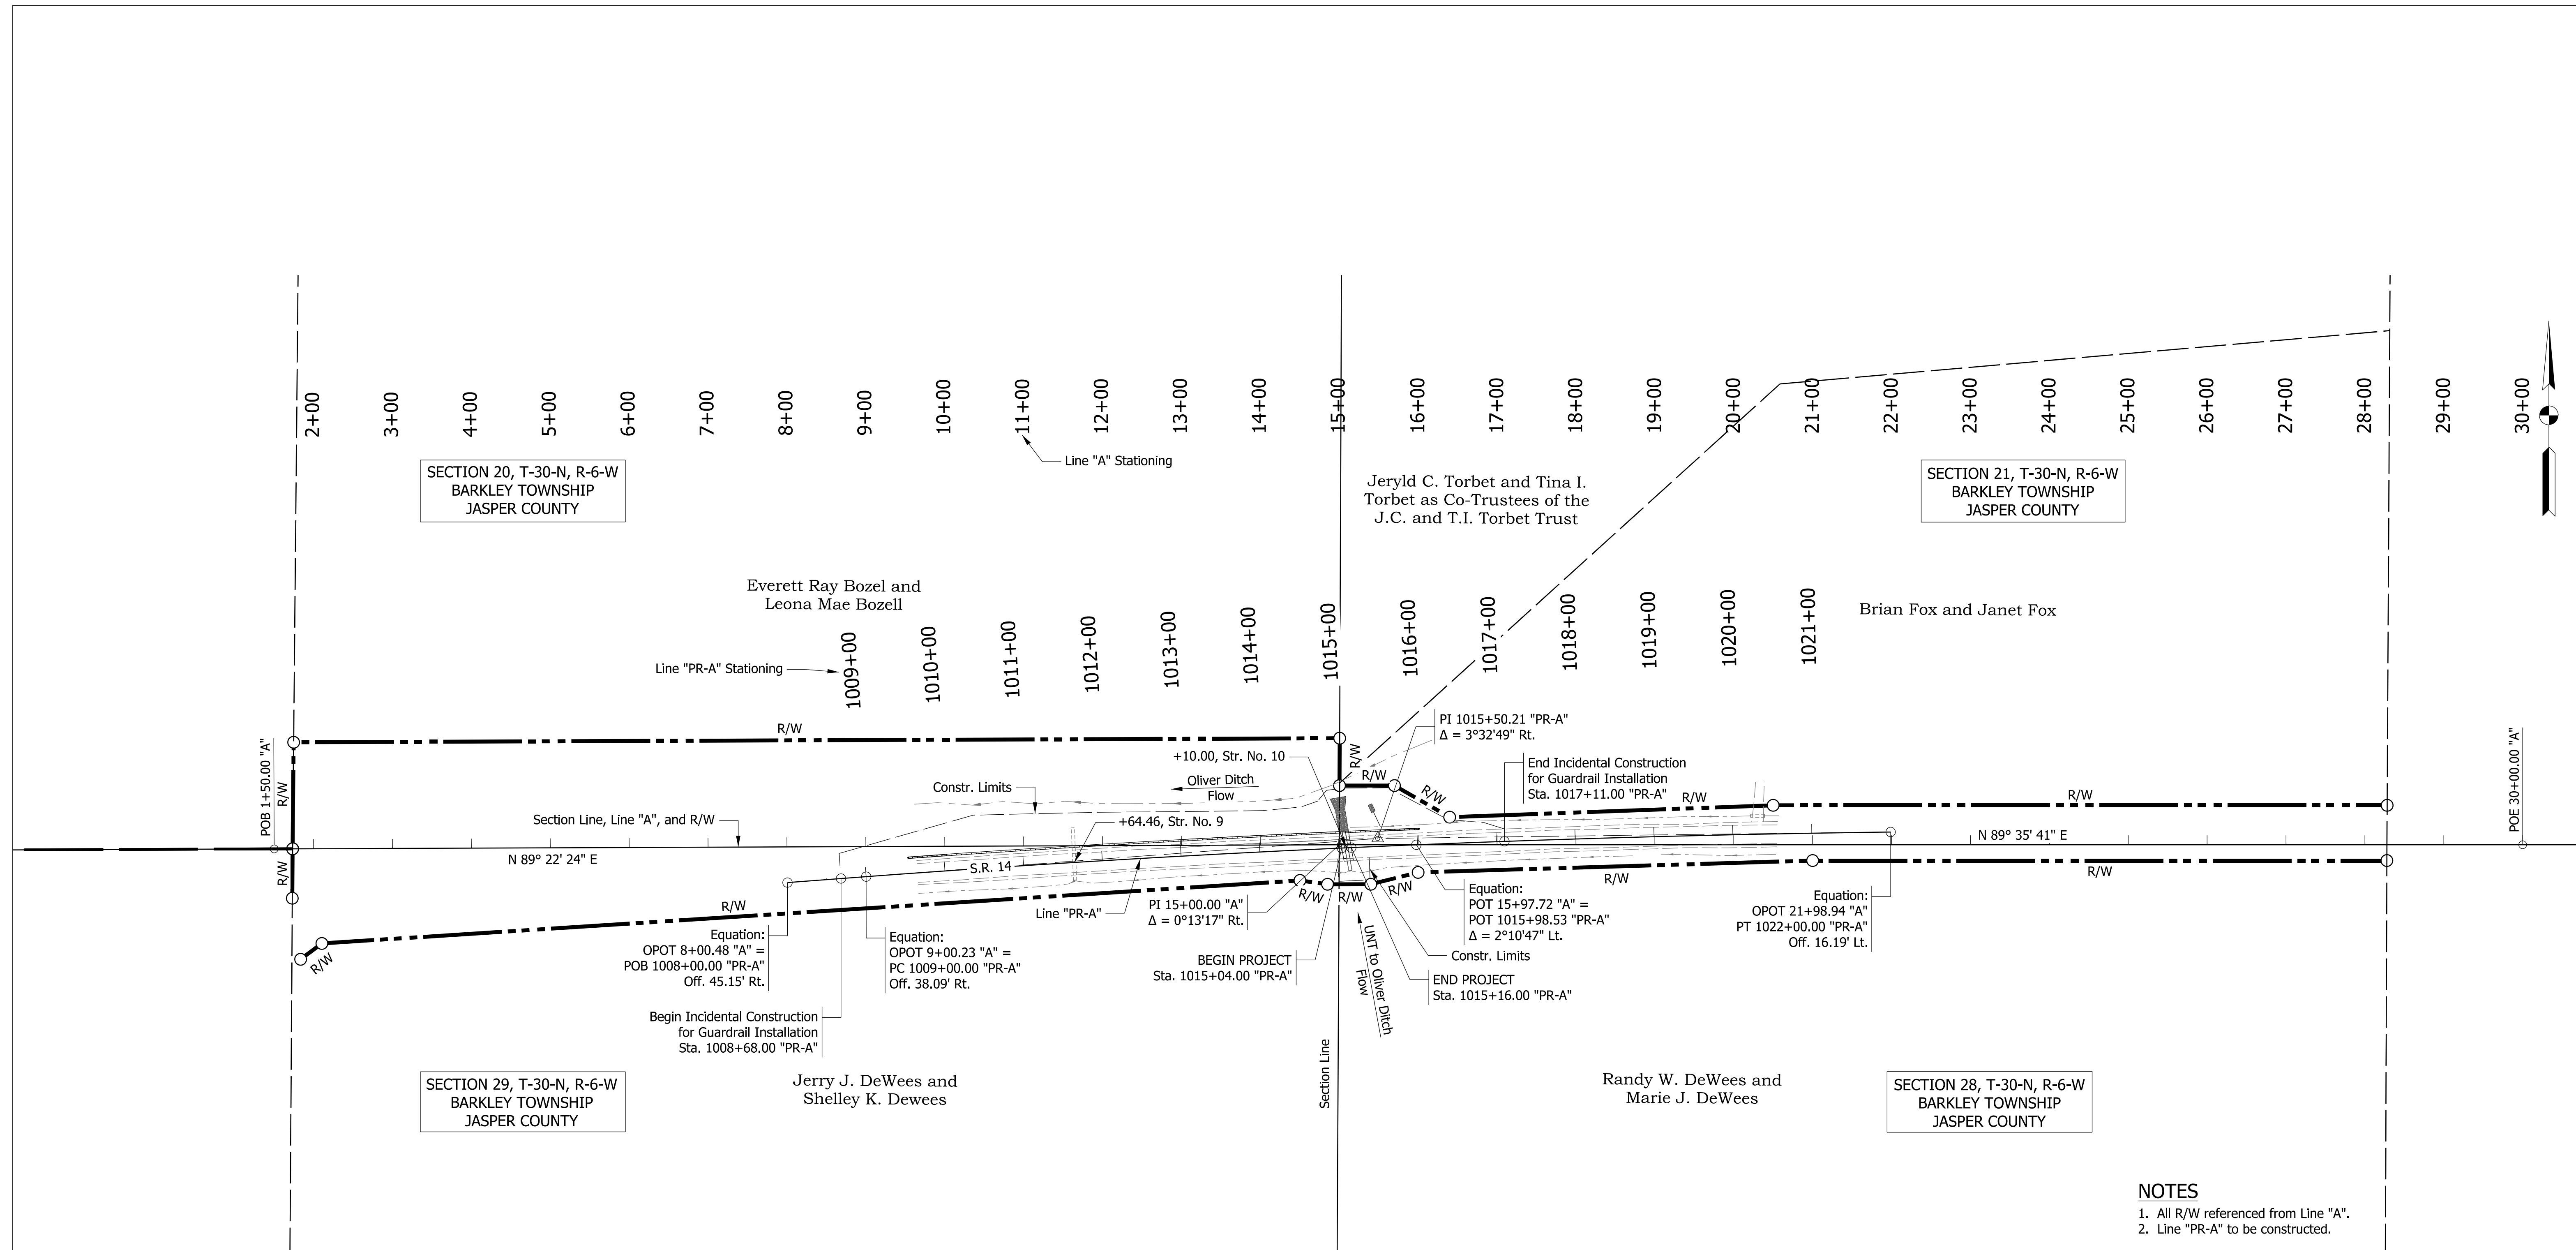 2+00
3+00
4+00
5+00
6+00
7+00
8+00
9+00
10+00
11+00
12+00
13+00
14+00
15+00
16+00
17+00
18+00
19+00
20+00
21+00
22+00
23+00
24+00
25+00
26+00
27+00
28+00
29+00
30+00
Line "A" Stationing
SECTION 20, T-30-N, R-6-W
BARKLEY TOWNSHIP
JASPER COUNTY
Jeryld C. Torbet and Tina I.
Torbet as Co-Trustees of the
J.C. and T.I. Torbet Trust
SECTION 21, T-30-N, R-6-W
BARKLEY TOWNSHIP
JASPER COUNTY
Everett Ray Bozel and
Leona Mae Bozell
Brian Fox and Janet Fox
Line "PR-A" Stationing
1009+00
1010+00
1011+00
1012+00
1013+00
1014+00
1015+00
1016+00
1017+00
1018+00
1019+00
1020+00
1021+00
POB 1+50.00 "A"
R/W
R/W
R/W
R/W
PI 1015+50.21 "PR-A"
Δ = 3°32'49" Rt.
+10.00, Str. No. 10
Constr. Limits
Oliver Ditch
Flow
R/W
R/W
End Incidental Construction
for Guardrail Installation
Sta. 1017+11.00 "PR-A"
R/W
R/W
POE 30+00.00 "A"
Section Line, Line "A", and R/W
+64.46, Str. No. 9
N 89° 22' 24" E
N 89° 35' 41" E
S.R. 14
R/W
R/W
R/W
R/W
R/W
R/W
R/W
R/W
Line "PR-A"
PI 15+00.00 "A"
Δ = 0°13'17" Rt.
Equation:
OPOT 8+00.48 "A" =
POB 1008+00.00 "PR-A"
Off. 45.15' Rt.
Equation:
OPOT 9+00.23 "A" =
PC 1009+00.00 "PR-A"
Off. 38.09' Rt.
BEGIN PROJECT
Sta. 1015+04.00 "PR-A"
UNT to Oliver Ditch
Flow
Equation:
POT 15+97.72 "A" =
POT 1015+98.53 "PR-A"
Δ = 2°10'47" Lt.
Constr. Limits
END PROJECT
Sta. 1015+16.00 "PR-A"
Equation:
OPOT 21+98.94 "A"
PT 1022+00.00 "PR-A"
Off. 16.19' Lt.
Begin Incidental Construction
for Guardrail Installation
Sta. 1008+68.00 "PR-A"
Section Line
SECTION 29, T-30-N, R-6-W
BARKLEY TOWNSHIP
JASPER COUNTY
Jerry J. DeWees and
Shelley K. Dewees
Randy W. DeWees and
Marie J. DeWees
SECTION 28, T-30-N, R-6-W
BARKLEY TOWNSHIP
JASPER COUNTY
NOTES
1. All R/W referenced from Line "A".
2. Line "PR-A" to be constructed.